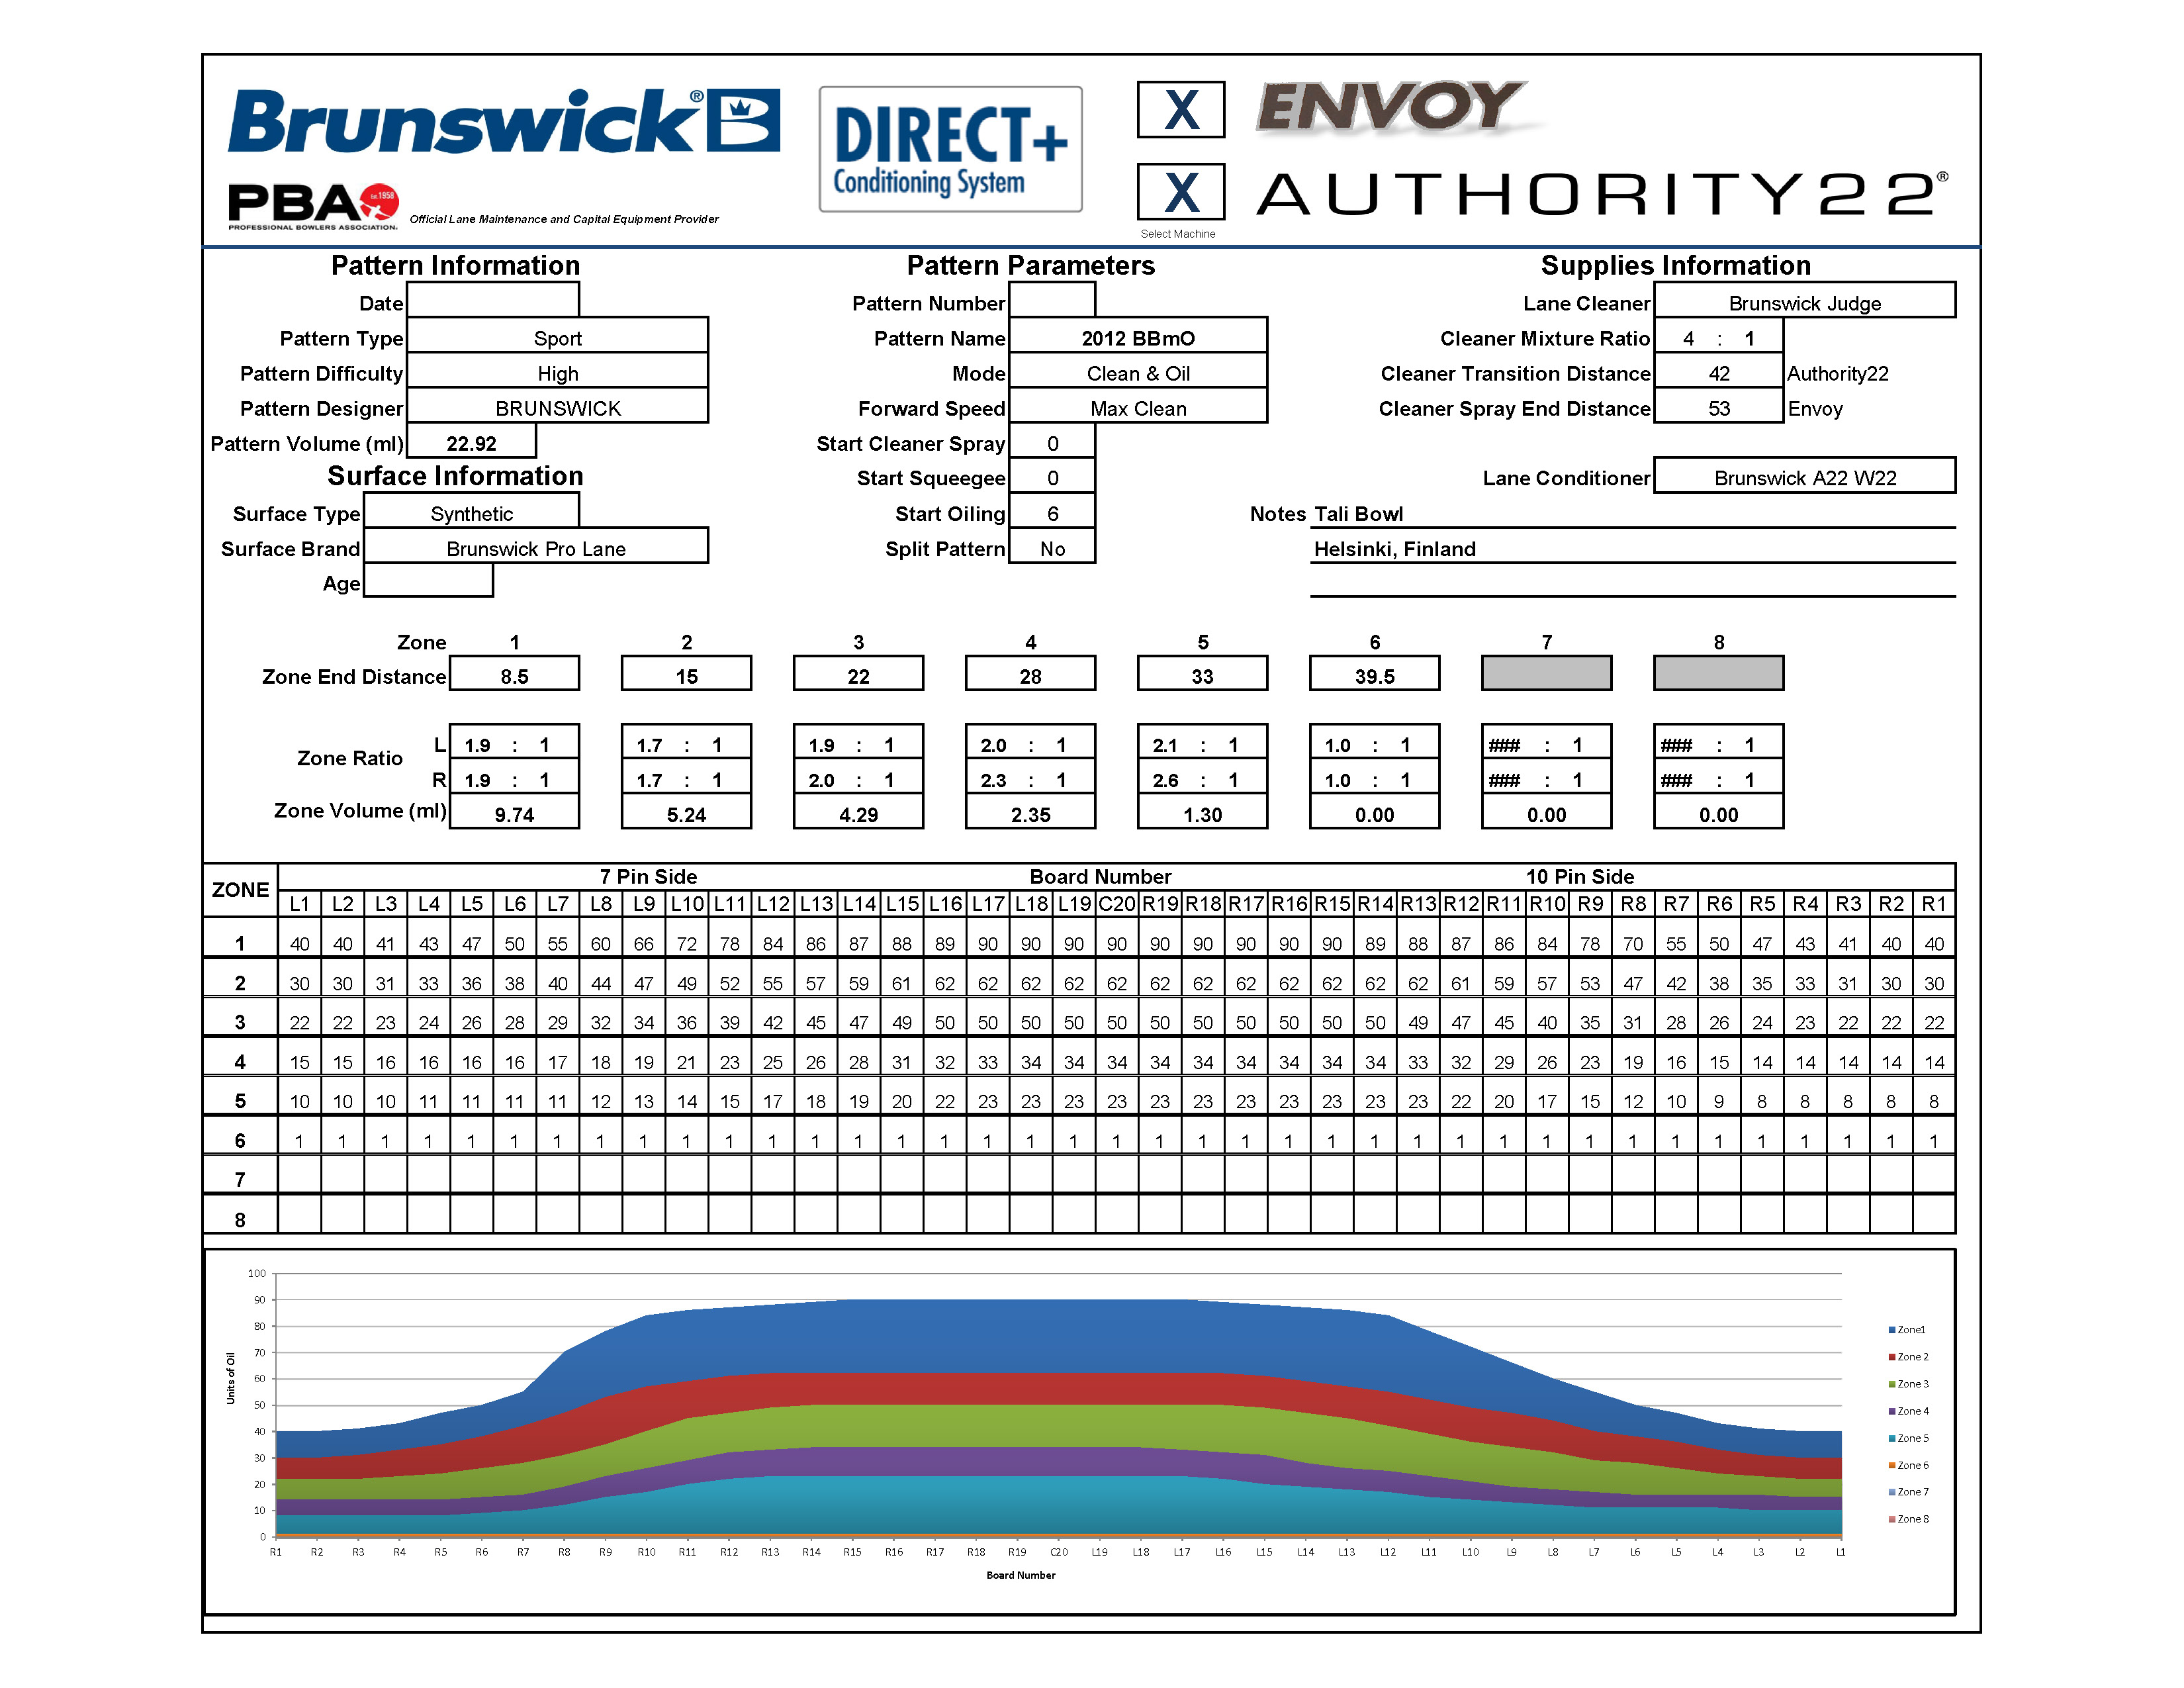 Brunswick® B
DIRECT+
Conditioning System
X ENVOY
PBA est. 1958
PROFESSIONAL BOWLERS ASSOCIATION.
Official Lane Maintenance and Capital Equipment Provider
X AUTHORITY22®
Select Machine
Pattern Information Pattern Parameters Supplies Information
Date Pattern Number Lane Cleaner Brunswick Judge
Pattern Type Sport Pattern Name 2012 BBmO Cleaner Mixture Ratio 4 : 1
Pattern Difficulty High Mode Clean & Oil Cleaner Transition Distance 42 Authority22
Pattern Designer BRUNSWICK Forward Speed Max Clean Cleaner Spray End Distance 53 Envoy
Pattern Volume (ml) 22.92 Start Cleaner Spray 0
Surface Information Start Squeegee 0 Lane Conditioner Brunswick A22 W22
Surface Type Synthetic Start Oiling 6 Notes Tali Bowl
Surface Brand Brunswick Pro Lane Split Pattern No Helsinki, Finland
Age
Zone 1 2 3 4 5 6 7 8
Zone End Distance 8.5 15 22 28 33 39.5
Zone Ratio
L 1.9 : 1 1.7 : 1 1.9 : 1 2.0 : 1 2.1 : 1 1.0 : 1 ### : 1 ### : 1
R 1.9 : 1 1.7 : 1 2.0 : 1 2.3 : 1 2.6 : 1 1.0 : 1 ### : 1 ### : 1
Zone Volume (ml) 9.74 5.24 4.29 2.35 1.30 0.00 0.00 0.00
ZONE 7 Pin Side Board Number 10 Pin Side
L1 L2 L3 L4 L5 L6 L7 L8 L9 L10 L11 L12 L13 L14 L15 L16 L17 L18 L19 C20 R19 R18 R17 R16 R15 R14 R13 R12 R11 R10 R9 R8 R7 R6 R5 R4 R3 R2 R1
1 40 40 41 43 47 50 55 60 66 72 78 84 86 87 88 89 90 90 90 90 90 90 90 90 90 89 88 87 86 84 78 70 55 50 47 43 41 40 40
2 30 30 31 33 36 38 40 44 47 49 52 55 57 59 61 62 62 62 62 62 62 62 62 62 62 62 62 61 59 57 53 47 42 38 35 33 31 30 30
3 22 22 23 24 26 28 29 32 34 36 39 42 45 47 49 50 50 50 50 50 50 50 50 50 50 50 49 47 45 40 35 31 28 26 24 23 22 22 22
4 15 15 16 16 16 16 17 18 19 21 23 25 26 28 31 32 33 34 34 34 34 34 34 34 34 34 33 32 29 26 23 19 16 15 14 14 14 14 14
5 10 10 10 11 11 11 11 12 13 14 15 17 18 19 20 22 23 23 23 23 23 23 23 23 23 23 23 22 20 17 15 12 10 9 8 8 8 8 8
6 1 1 1 1 1 1 1 1 1 1 1 1 1 1 1 1 1 1 1 1 1 1 1 1 1 1 1 1 1 1 1 1 1 1 1 1 1 1 1
7
8
Units of Oil
100
90
80
70
60
50
40
30
20
10
0
R1 R2 R3 R4 R5 R6 R7 R8 R9 R10 R11 R12 R13 R14 R15 R16 R17 R18 R19 C20 L19 L18 L17 L16 L15 L14 L13 L12 L11 L10 L9 L8 L7 L6 L5 L4 L3 L2 L1
Board Number
Zone1
Zone 2
Zone 3
Zone 4
Zone 5
Zone 6
Zone 7
Zone 8